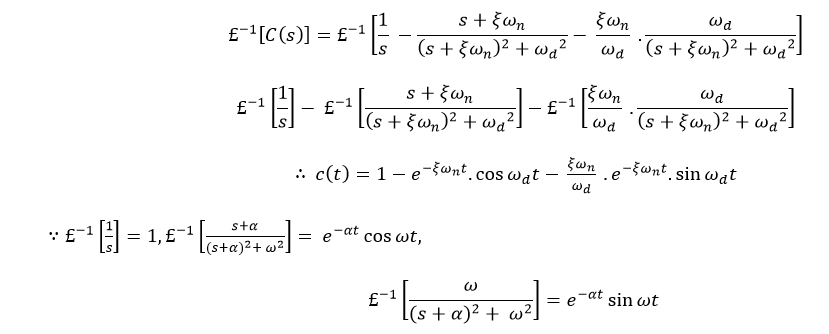 £⁻¹[C(s)] = £⁻¹[1/s − (s + ξωₙ)/((s + ξωₙ)² + ω_d²) − ξωₙ/ω_d . ω_d/((s + ξωₙ)² + ω_d²)]
£⁻¹[1/s] − £⁻¹[(s + ξωₙ)/((s + ξωₙ)² + ω_d²)] − £⁻¹[ξωₙ/ω_d . ω_d/((s + ξωₙ)² + ω_d²)]
∴ c(t) = 1 − e^(−ξωₙt). cos ω_d t − ξωₙ/ω_d . e^(−ξωₙt). sin ω_d t
∵ £⁻¹[1/s] = 1, £⁻¹[(s+α)/((s+α)²+ ω²)] = e^(−αt) cos ωt,
£⁻¹[ω/((s + α)² + ω²)] = e^(−αt) sin ωt